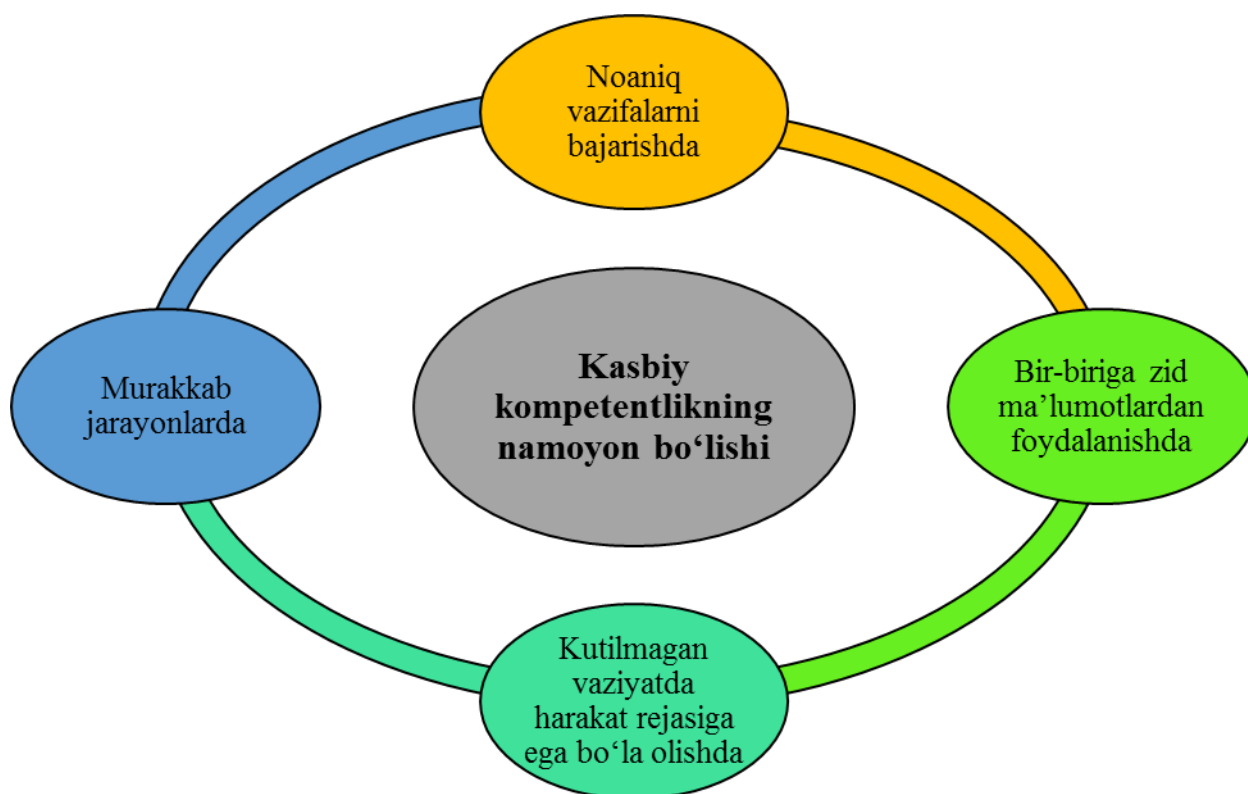 Noaniq
vazifalarni
bajarishda
Murakkab
jarayonlarda
Kasbiy
kompetentlikning
namoyon bo‘lishi
Bir-biriga zid
ma’lumotlardan
foydalanishda
Kutilmagan
vaziyatda
harakat rejasiga
ega bo‘la olishda